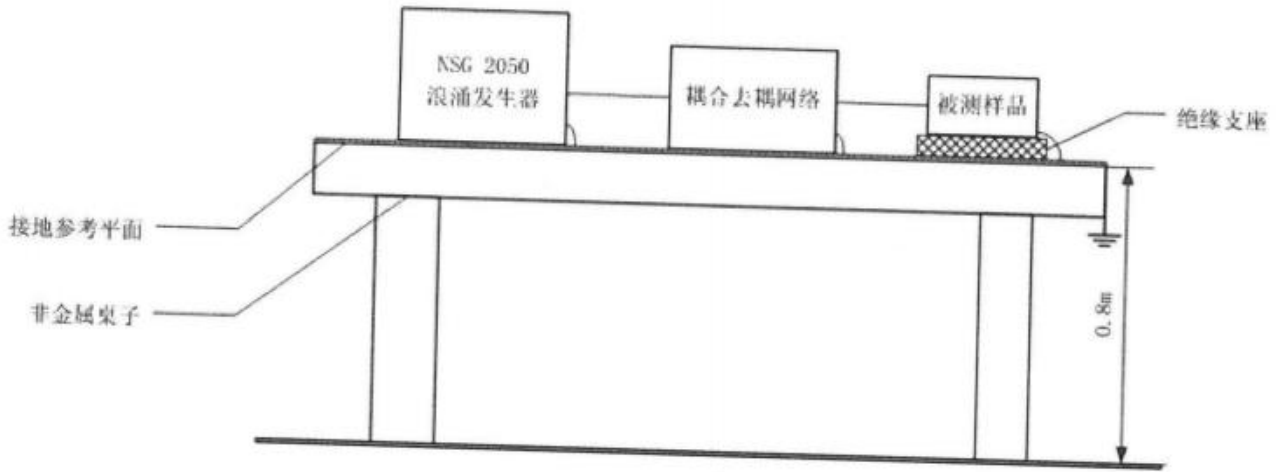 NSG 2050
浪涌发生器
耦合去耦网络
被测样品
绝缘支座
接地参考平面
非金属桌子
0.8m